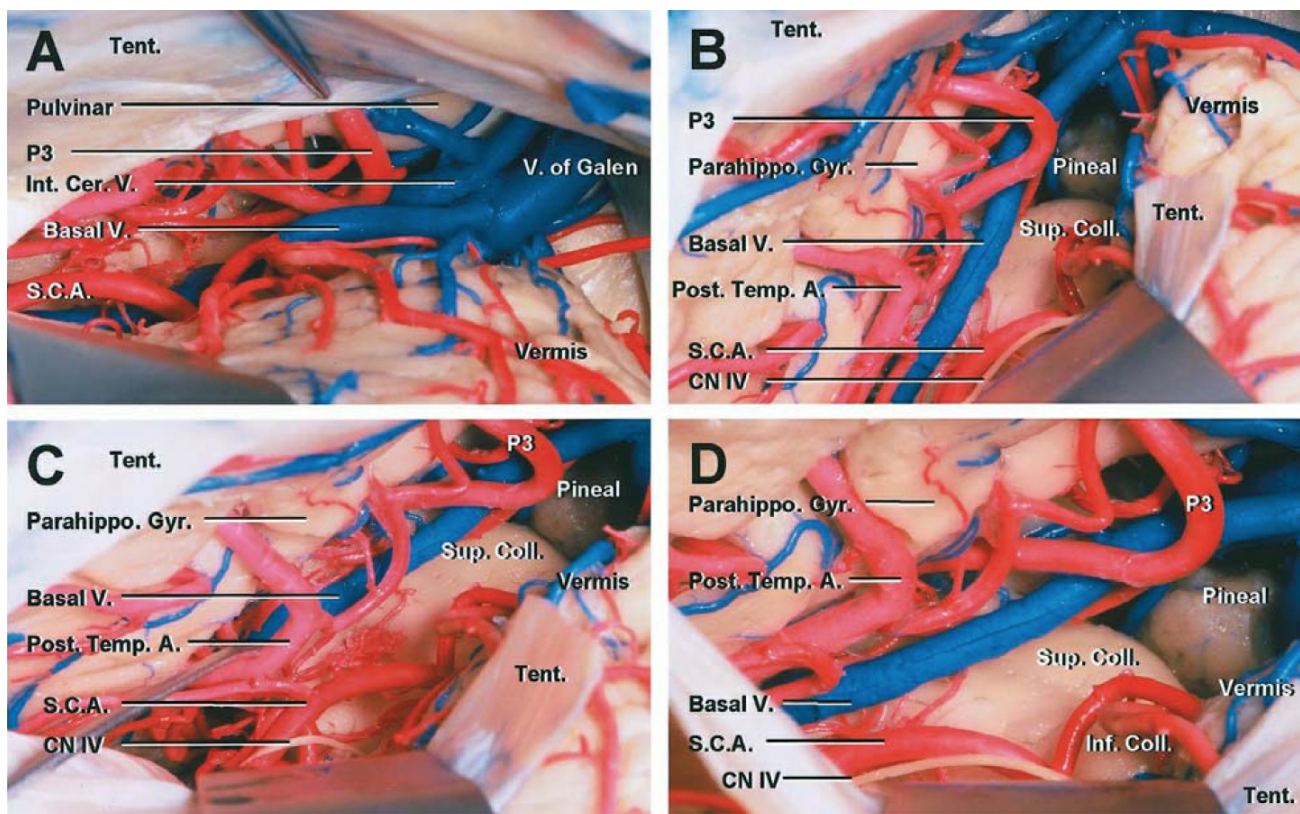 A
Tent.
Pulvinar
P3
Int. Cer. V.
V. of Galen
Basal V.
S.C.A.
Vermis
B
Tent.
Vermis
P3
Parahippo. Gyr.
Pineal
Tent.
Basal V.
Sup. Coll.
Post. Temp. A.
S.C.A.
CN IV
C
Tent.
P3
Pineal
Parahippo. Gyr.
Sup. Coll.
Vermis
Basal V.
Post. Temp. A.
Tent.
S.C.A.
CN IV
D
Parahippo. Gyr.
P3
Post. Temp. A.
Pineal
Sup. Coll.
Vermis
Basal V.
S.C.A.
Inf. Coll.
CN IV
Tent.